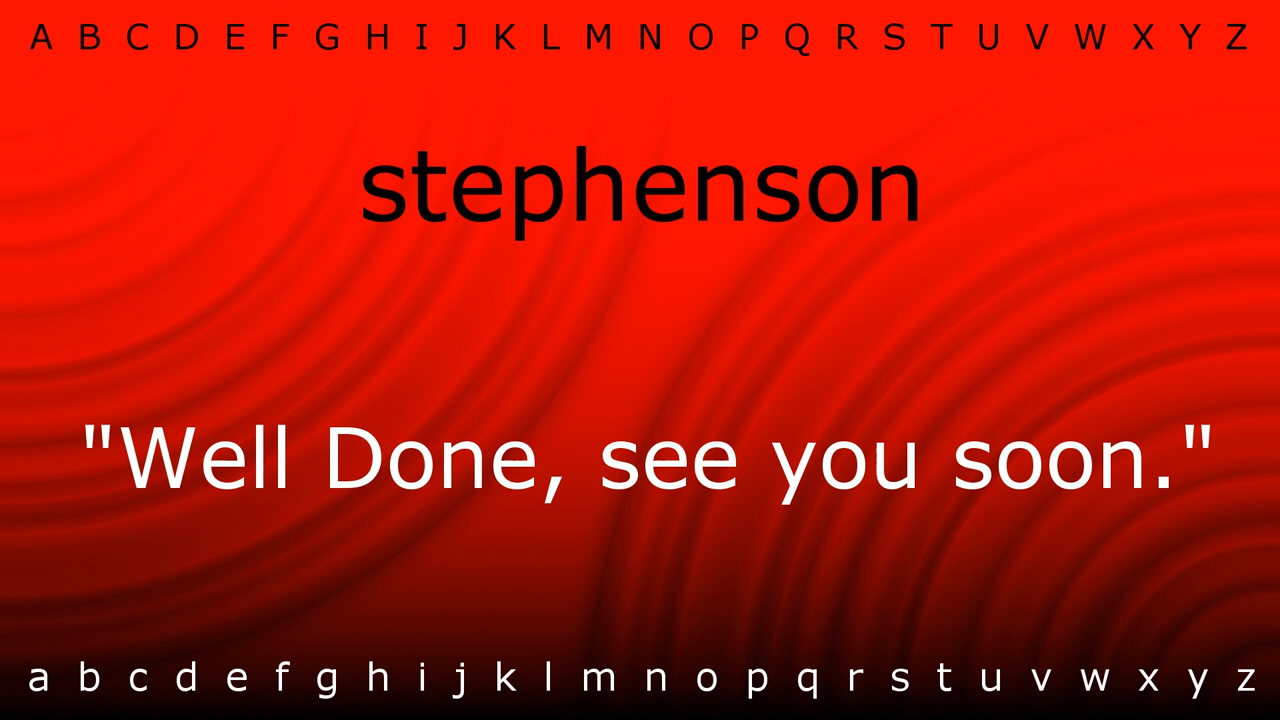 A B C D E F G H I J K L M N O P Q R S T U V W X Y Z
stephenson
"Well Done, see you soon."
a b c d e f g h i j k l m n o p q r s t u v w x y z